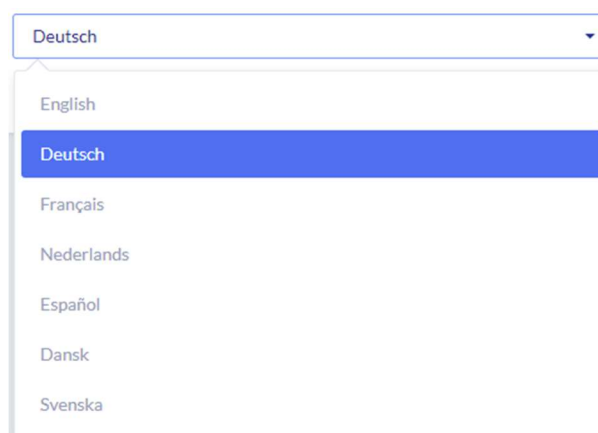 Deutsch
English
Deutsch
Français
Nederlands
Español
Dansk
Svenska